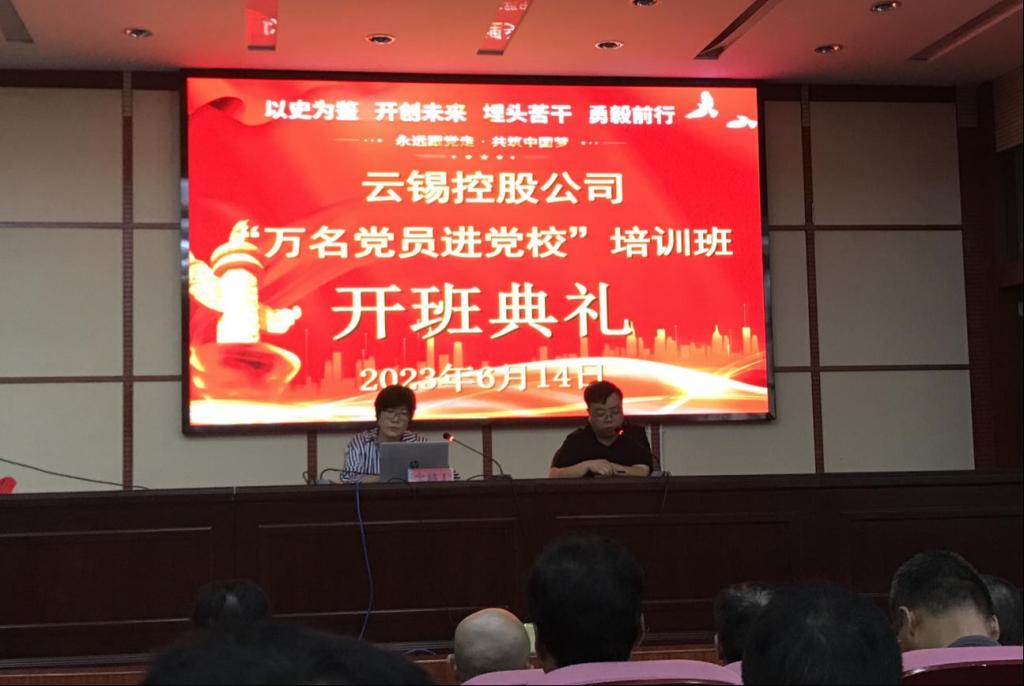 以史为鉴 开创未来 埋头苦干 勇毅前行
永远跟党走·共筑中国梦
云锡控股公司
“万名党员进党校”培训班
开班典礼
2023年6月14日
hp